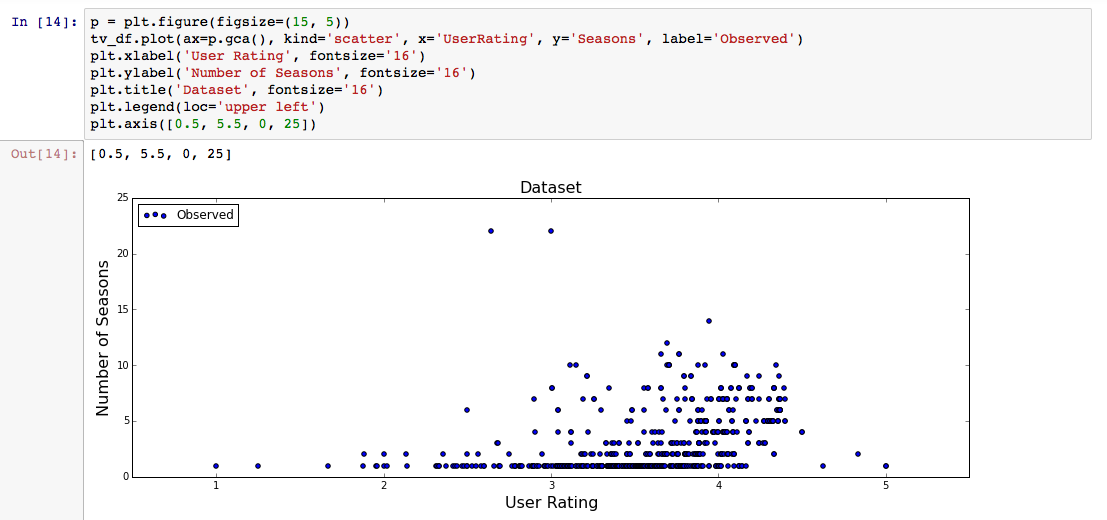 In [14]: p = plt.figure(figsize=(15, 5))
tv_df.plot(ax=p.gca(), kind='scatter', x='UserRating', y='Seasons', label='Observed')
plt.xlabel('User Rating', fontsize='16')
plt.ylabel('Number of Seasons', fontsize='16')
plt.title('Dataset', fontsize='16')
plt.legend(loc='upper left')
plt.axis([0.5, 5.5, 0, 25])
Out[14]: [0.5, 5.5, 0, 25]
Dataset
Observed
Number of Seasons
25
20
15
10
5
0
1 2 3 4 5
User Rating